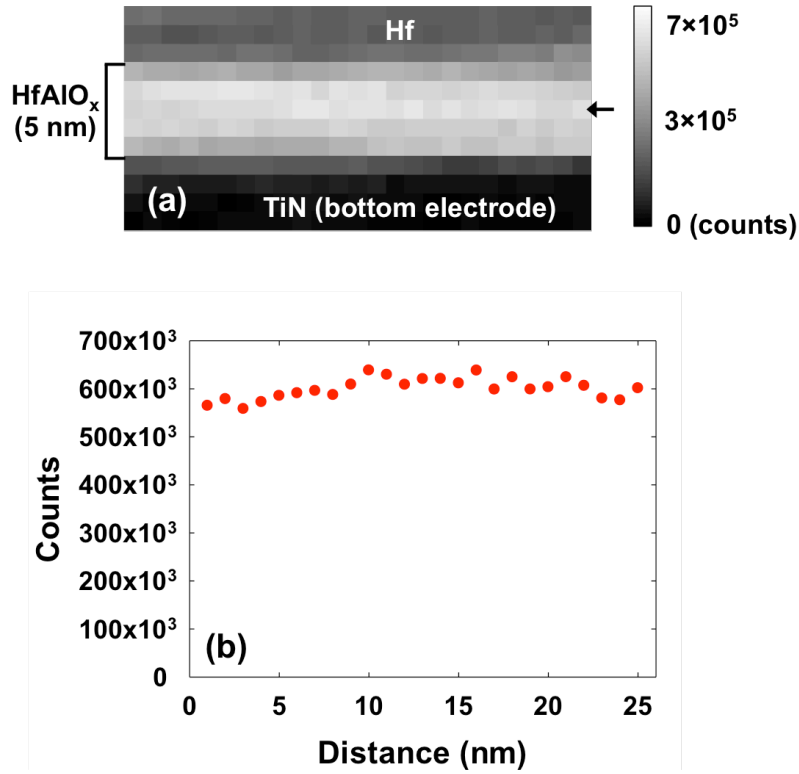 Hf
HfAlOₓ
(5 nm)
(a)
TiN (bottom electrode)
7×10⁵
3×10⁵
0 (counts)
700x10³
600x10³
500x10³
400x10³
300x10³
200x10³
100x10³
0
Counts
(b)
0 5 10 15 20 25
Distance (nm)